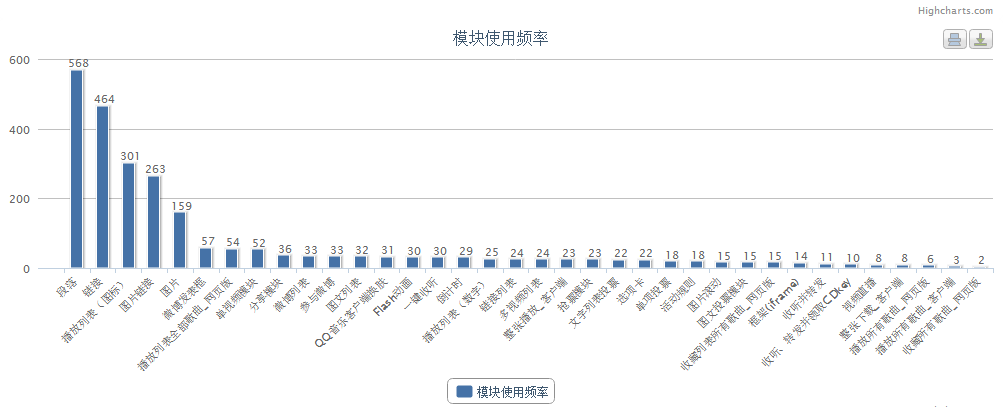 Highcharts.com
模块使用频率
600
400
200
0
568
464
301
263
159
57
54
52
36
33
33
32
31
30
30
29
25
24
24
23
23
22
22
18
18
15
15
15
14
11
10
8
8
6
3
2
段落
链接
播放列表（图标）
图片链接
图片
微博发表框
播放列表全部歌曲_网页版
单视频模块
分享模块
微博列表
参与微博
图文列表
QQ音乐客户端换肤
Flash动画
一键收听
倒计时
播放列表（数字）
链接列表
多视频列表
整张播放_客户端
抢票模块
文字列表投票
选项卡
单项投票
活动规则
图片滚动
图文投票模块
收藏列表所有歌曲_网页版
框架(iframe)
收听并转发
收听、转发并领取CDkey
视频直播
整张下载_客户端
播放所有歌曲_网页版
播放所有歌曲_客户端
收藏所有歌曲_网页版
模块使用频率